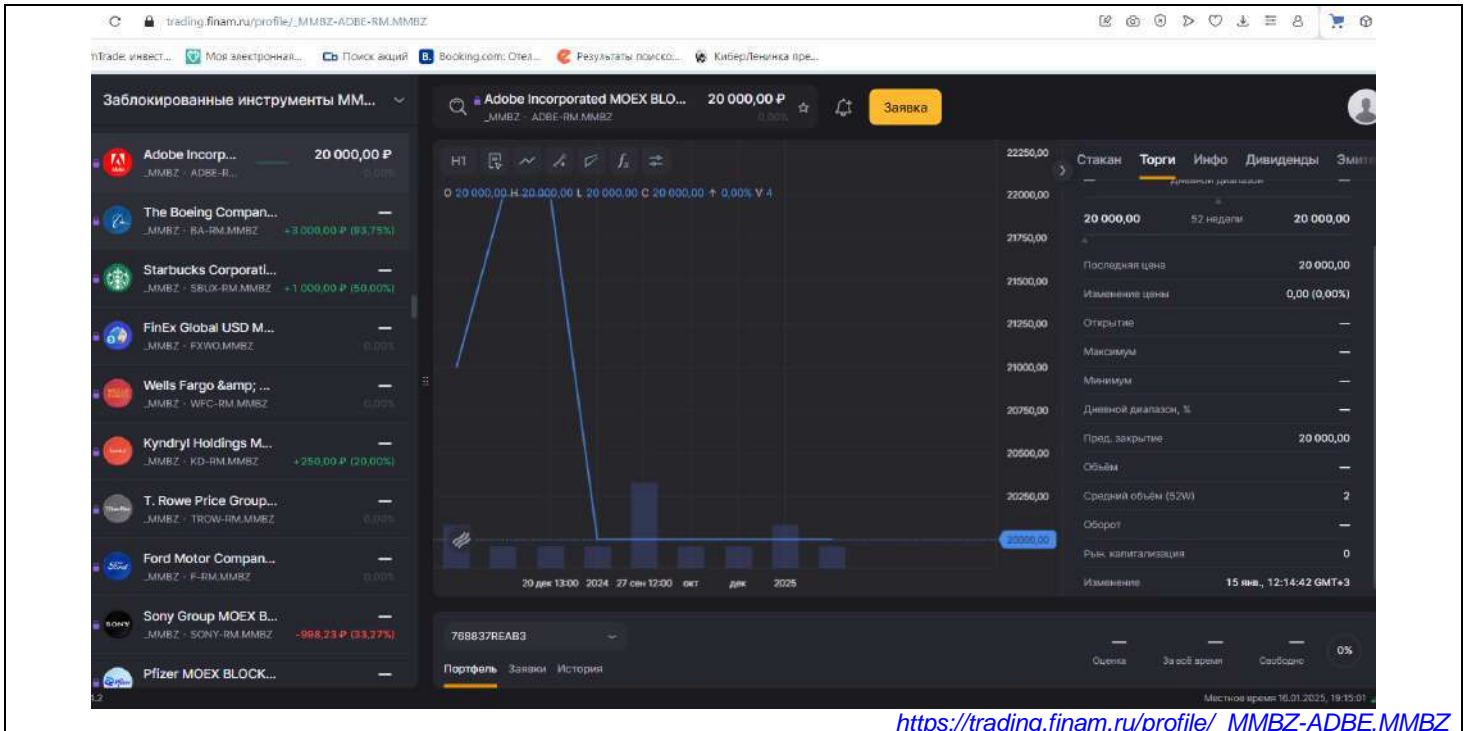 trading.finam.ru/profile/_MMBZ-ADBE-RM.MMBZ
mTrade: инвест... Моя электронная... Поиск акций Booking.com: Отел... Результаты поиско... КиберЛенинка пре...
Заблокированные инструменты ММ...
Adobe Incorporated MOEX BLO... 20 000,00 ₽
_MMBZ · ADBE-RM.MMBZ 0,00%
Заявка
Adobe Incorp... 20 000,00 ₽
_MMBZ · ADBE-R... 0,00%
The Boeing Compan... —
_MMBZ · BA-RM.MMBZ +3 000,00 ₽ (93,75%)
Starbucks Corporati... —
_MMBZ · SBUX-RM.MMBZ +1 000,00 ₽ (50,00%)
FinEx Global USD M... —
_MMBZ · FXWO.MMBZ 0,00%
Wells Fargo &amp; ... —
_MMBZ · WFC-RM.MMBZ 0,00%
Kyndryl Holdings M... —
_MMBZ · KD-RM.MMBZ +250,00 ₽ (20,00%)
T. Rowe Price Group... —
_MMBZ · TROW-RM.MMBZ 0,00%
Ford Motor Compan... —
_MMBZ · F-RM.MMBZ 0,00%
Sony Group MOEX B... —
_MMBZ · SONY-RM.MMBZ -998,23 ₽ (33,27%)
Pfizer MOEX BLOCK... —
H1
O 20 000,00 H 20 000,00 L 20 000,00 C 20 000,00 ↑ 0,00% V 4
22250,00
22000,00
21750,00
21500,00
21250,00
21000,00
20750,00
20500,00
20250,00
20000,00
20 дек 13:00 2024 27 сен 12:00 окт дек 2025
Стакан Торги Инфо Дивиденды Эмите
— Дневной диапазон —
20 000,00 52 недели 20 000,00
Последняя цена 20 000,00
Изменение цены 0,00 (0,00%)
Открытие —
Максимум —
Минимум —
Дневной диапазон, % —
Пред. закрытие 20 000,00
Объём —
Средний объём (52W) 2
Оборот —
Рын. капитализация 0
Изменение 15 янв., 12:14:42 GMT+3
768837REAB3
Портфель Заявки История
— — — 0%
Оценка За всё время Свободно
4.2
Местное время 16.01.2025, 19:15:01
https://trading.finam.ru/profile/_MMBZ-ADBE.MMBZ